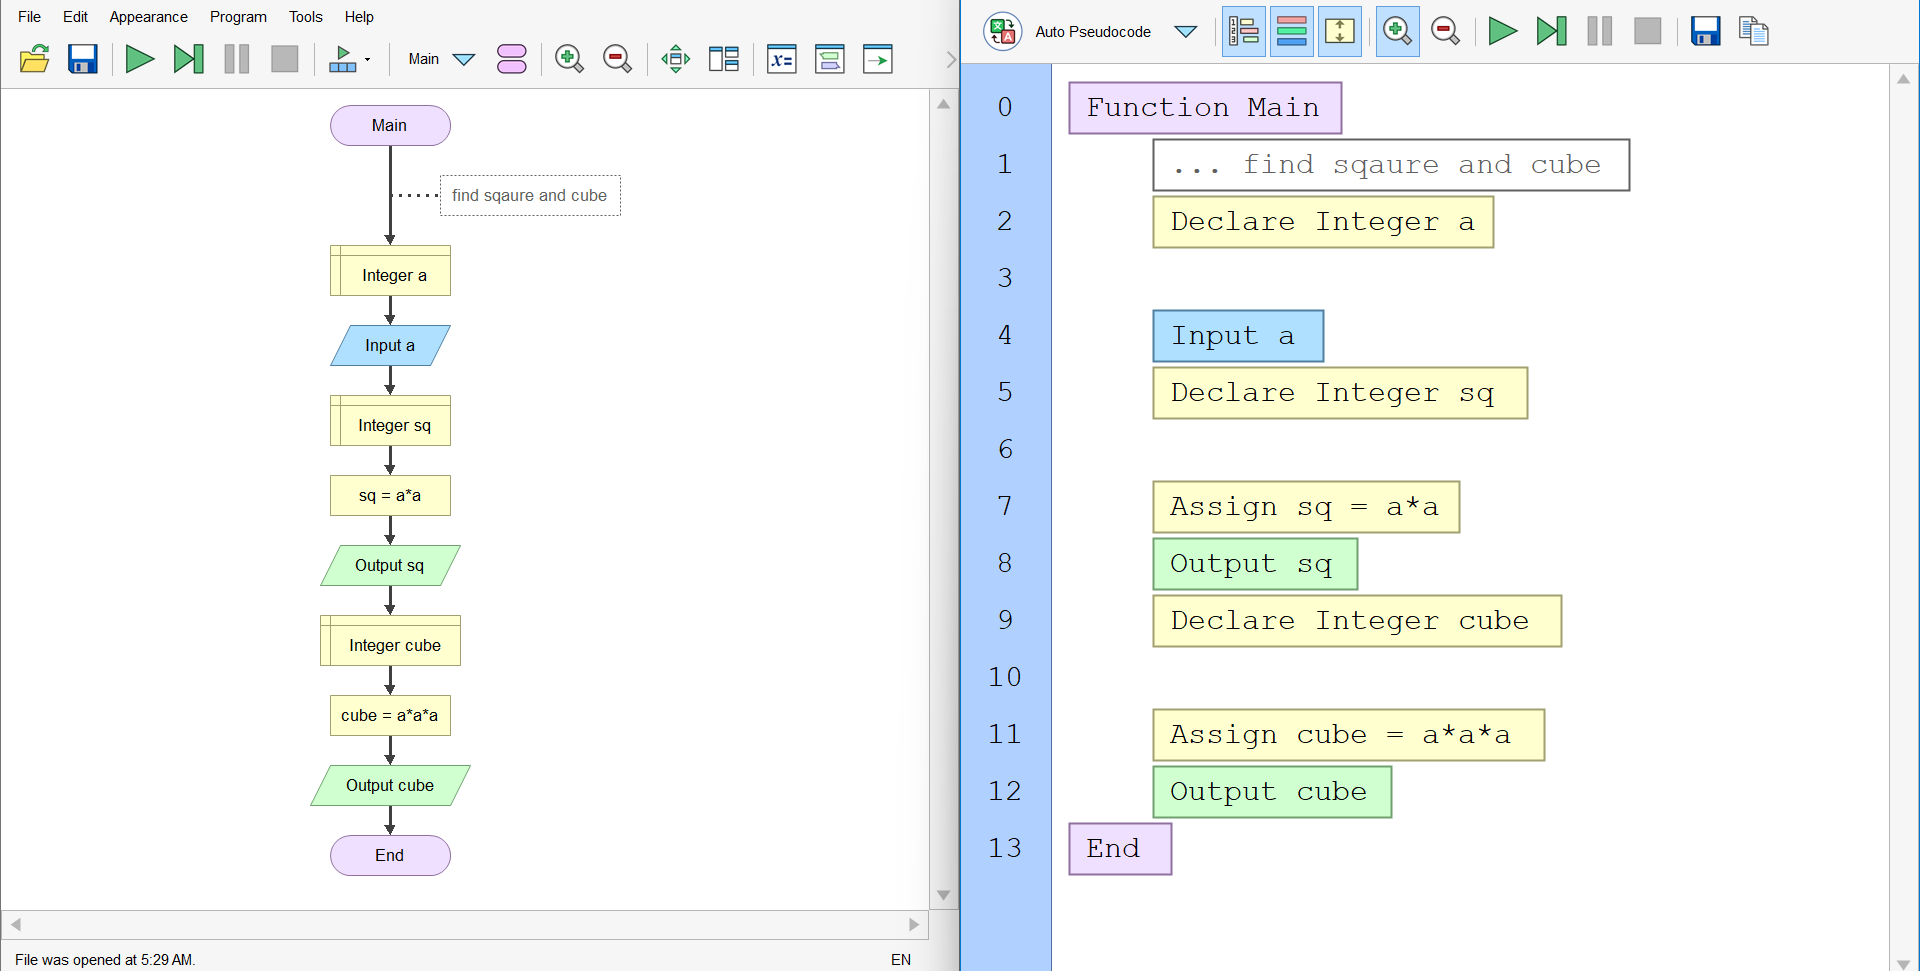 File Edit Appearance Program Tools Help
Main
x=
Main
find sqaure and cube
Integer a
Input a
Integer sq
sq = a*a
Output sq
Integer cube
cube = a*a*a
Output cube
End
File was opened at 5:29 AM.
EN
Auto Pseudocode
0 Function Main
1 ... find sqaure and cube
2 Declare Integer a
3
4 Input a
5 Declare Integer sq
6
7 Assign sq = a*a
8 Output sq
9 Declare Integer cube
10
11 Assign cube = a*a*a
12 Output cube
13 End